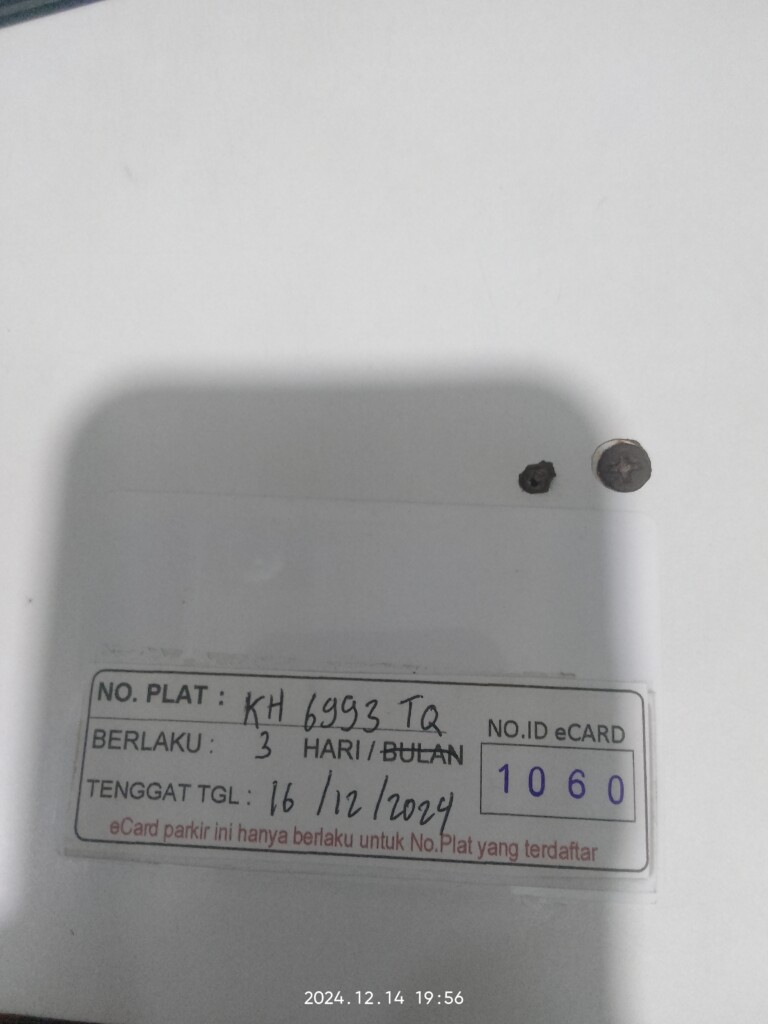 NO. PLAT : KH 6993 TQ
BERLAKU : 3 HARI / BULAN
TENGGAT TGL : 16 / 12 / 2024
NO.ID eCARD
1060
eCard parkir ini hanya berlaku untuk No.Plat yang terdaftar
2024.12.14 19:56